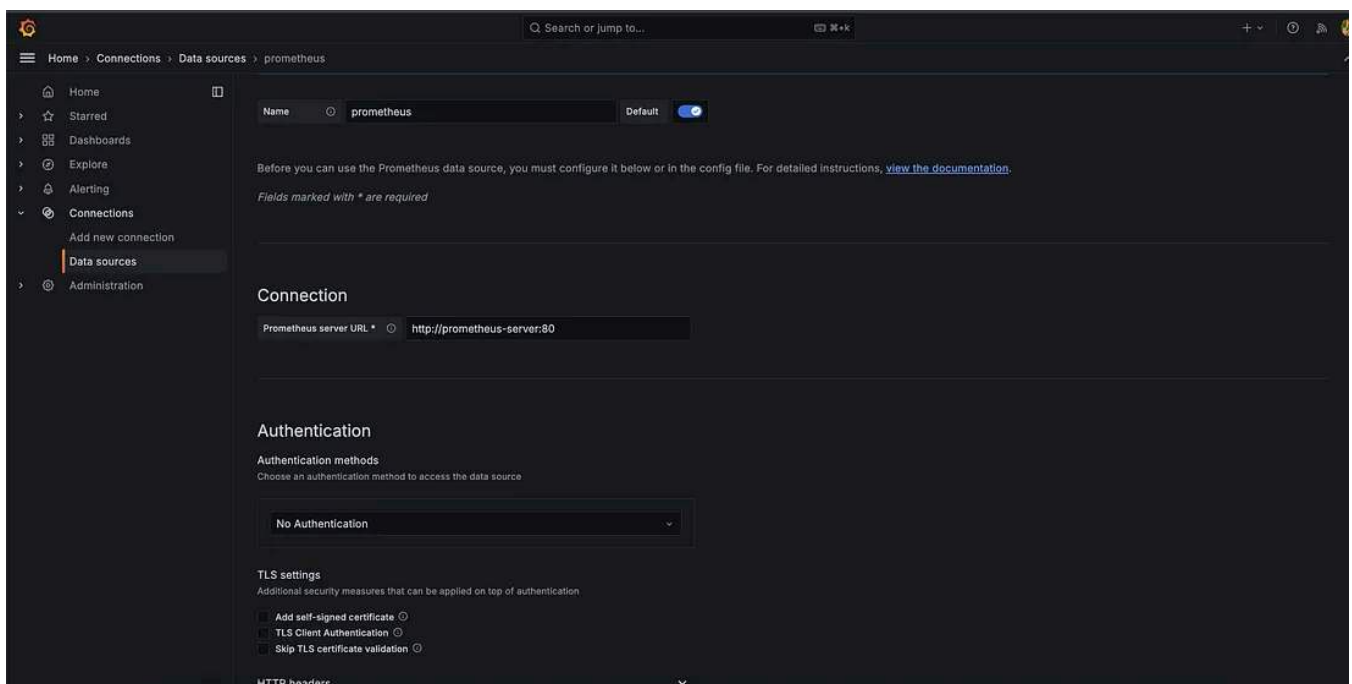 Search or jump to... ⌘+k
Home › Connections › Data sources › prometheus
Home
Starred
Dashboards
Explore
Alerting
Connections
Add new connection
Data sources
Administration
Name prometheus Default
Before you can use the Prometheus data source, you must configure it below or in the config file. For detailed instructions, view the documentation.
Fields marked with * are required
Connection
Prometheus server URL * http://prometheus-server:80
Authentication
Authentication methods
Choose an authentication method to access the data source
No Authentication
TLS settings
Additional security measures that can be applied on top of authentication
Add self-signed certificate
TLS Client Authentication
Skip TLS certificate validation
HTTP headers